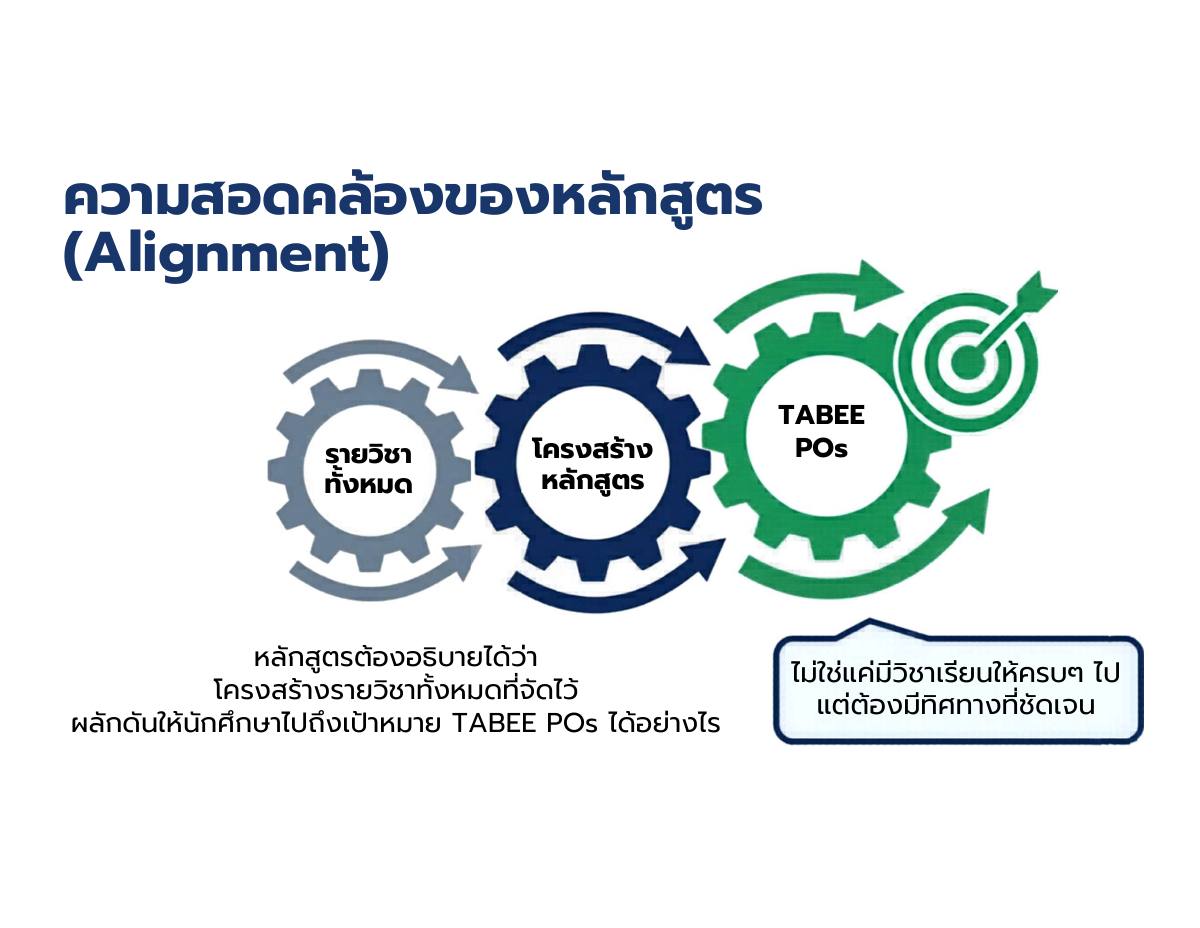 ความสอดคล้องของหลักสูตร
(Alignment)
รายวิชา
ทั้งหมด
โครงสร้าง
หลักสูตร
TABEE
POs
หลักสูตรต้องอธิบายได้ว่า
โครงสร้างรายวิชาทั้งหมดที่จัดไว้
ผลักดันให้นักศึกษาไปถึงเป้าหมาย TABEE POs ได้อย่างไร
ไม่ใช่แค่มีวิชาเรียนให้ครบๆ ไป
แต่ต้องมีทิศทางที่ชัดเจน